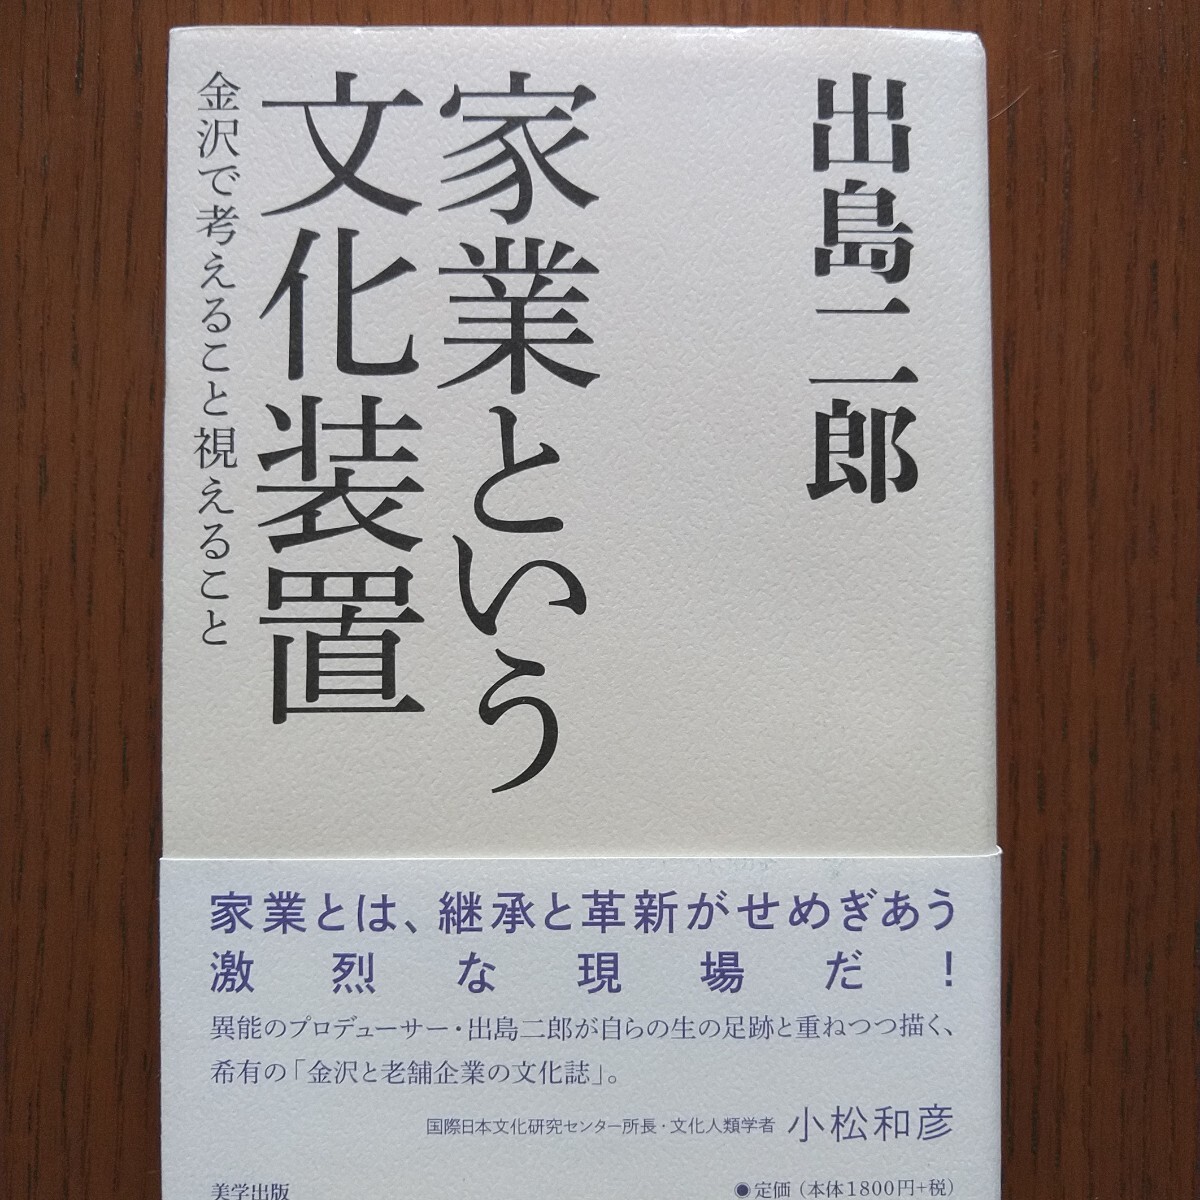 出島二郎
家業という
文化装置
金沢で考えること視えること
家業とは、継承と革新がせめぎあう
激烈な現場だ！
異能のプロデューサー・出島二郎が自らの生の足跡と重ねつつ描く、
希有の「金沢と老舗企業の文化誌」。
国際日本文化研究センター所長・文化人類学者 小松和彦
美学出版
●定価（本体1800円+税）